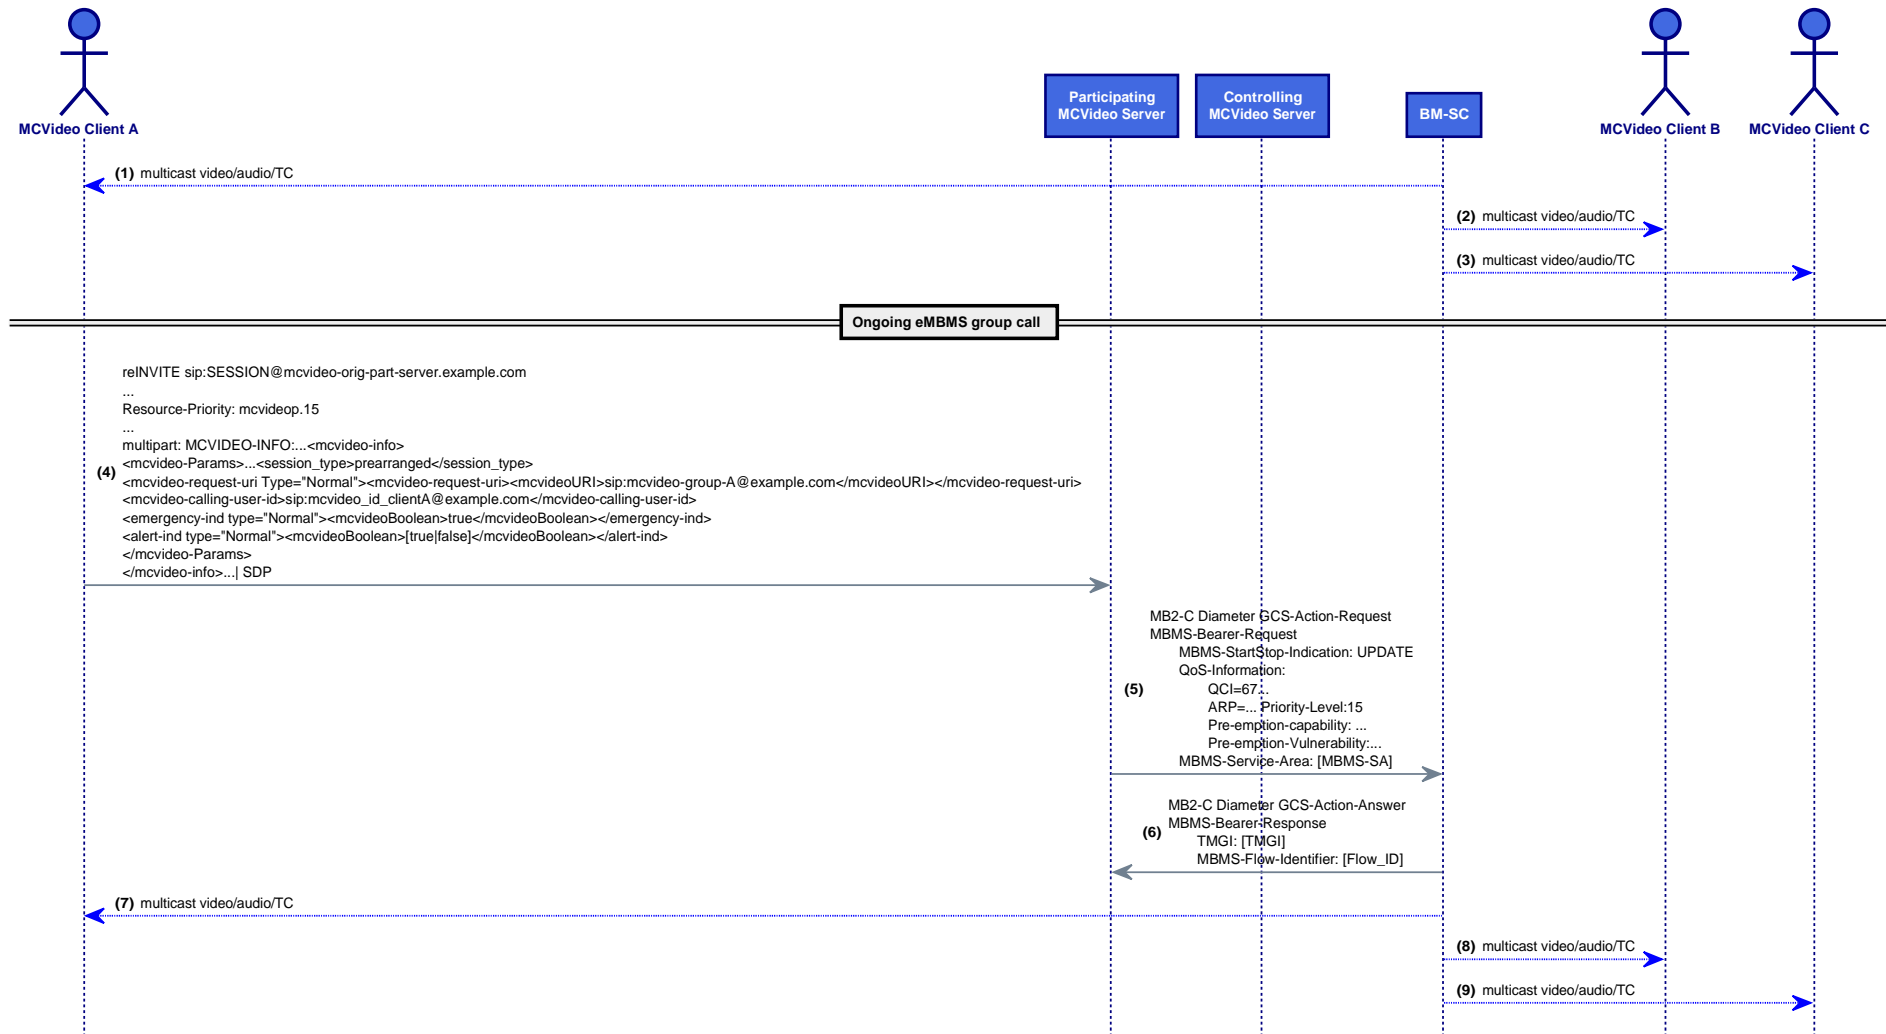 MCVideo Client A
Participating
MCVideo Server
Controlling
MCVideo Server
BM-SC
MCVideo Client B
MCVideo Client C
(1) multicast video/audio/TC
(2) multicast video/audio/TC
(3) multicast video/audio/TC
Ongoing eMBMS group call
reINVITE sip:SESSION@mcvideo-orig-part-server.example.com
...
Resource-Priority: mcvideop.15
...
multipart: MCVIDEO-INFO:...<mcvideo-info>
(4) <mcvideo-Params>...<session_type>prearranged</session_type>
<mcvideo-request-uri Type="Normal"><mcvideo-request-uri><mcvideoURI>sip:mcvideo-group-A@example.com</mcvideoURI></mcvideo-request-uri>
<mcvideo-calling-user-id>sip:mcvideo_id_clientA@example.com</mcvideo-calling-user-id>
<emergency-ind type="Normal"><mcvideoBoolean>true</mcvideoBoolean></emergency-ind>
<alert-ind type="Normal"><mcvideoBoolean>[true|false]</mcvideoBoolean></alert-ind>
</mcvideo-Params>
</mcvideo-info>...| SDP
MB2-C Diameter GCS-Action-Request
MBMS-Bearer-Request
MBMS-StartStop-Indication: UPDATE
QoS-Information:
(5) QCI=67...
ARP=... Priority-Level:15
Pre-emption-capability: ...
Pre-emption-Vulnerability:...
MBMS-Service-Area: [MBMS-SA]
MB2-C Diameter GCS-Action-Answer
MBMS-Bearer-Response
(6) TMGI: [TMGI]
MBMS-Flow-Identifier: [Flow_ID]
(7) multicast video/audio/TC
(8) multicast video/audio/TC
(9) multicast video/audio/TC